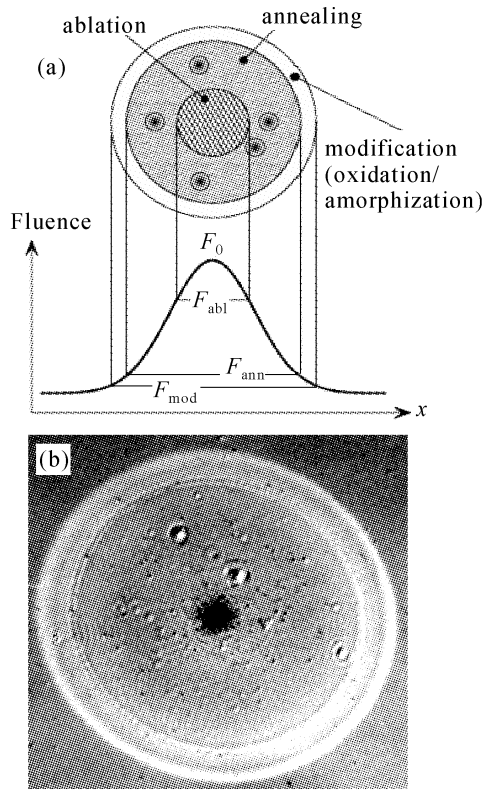 ablation
annealing
(a)
modification
(oxidation/
amorphization)
Fluence
F0
Fabl
Fann
Fmod
x
(b)